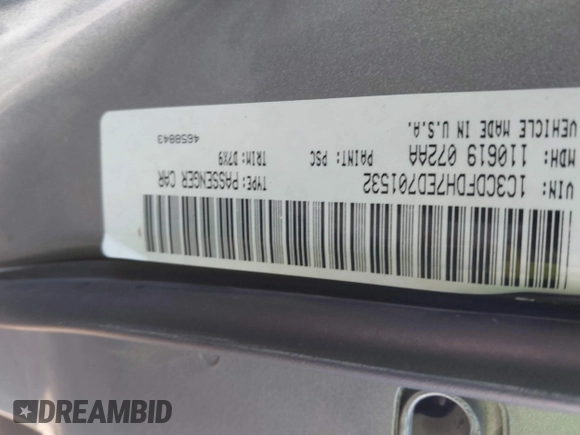 VIN: 1C3CDFDH7ED701532 TYPE: PASSENGER CAR
MDH: 110619 072AA PAINT: PSC TRIM: D7X9
VEHICLE MADE IN U.S.A. 4658843
DREAMBID